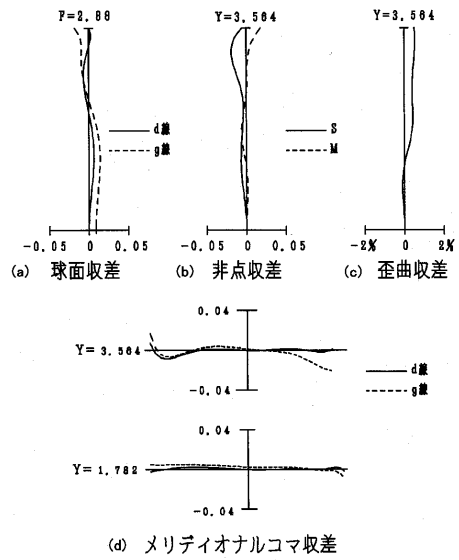 F=2.88
Y=3.564
Y=3.564
d線
g線
S
M
-0.05 0 0.05
-0.05 0 0.05
-2% 0 2%
(a) 球面収差
(b) 非点収差
(c) 歪曲収差
0.04
Y=3.564
-0.04
d線
g線
0.04
Y=1.782
-0.04
(d) メリディオナルコマ収差